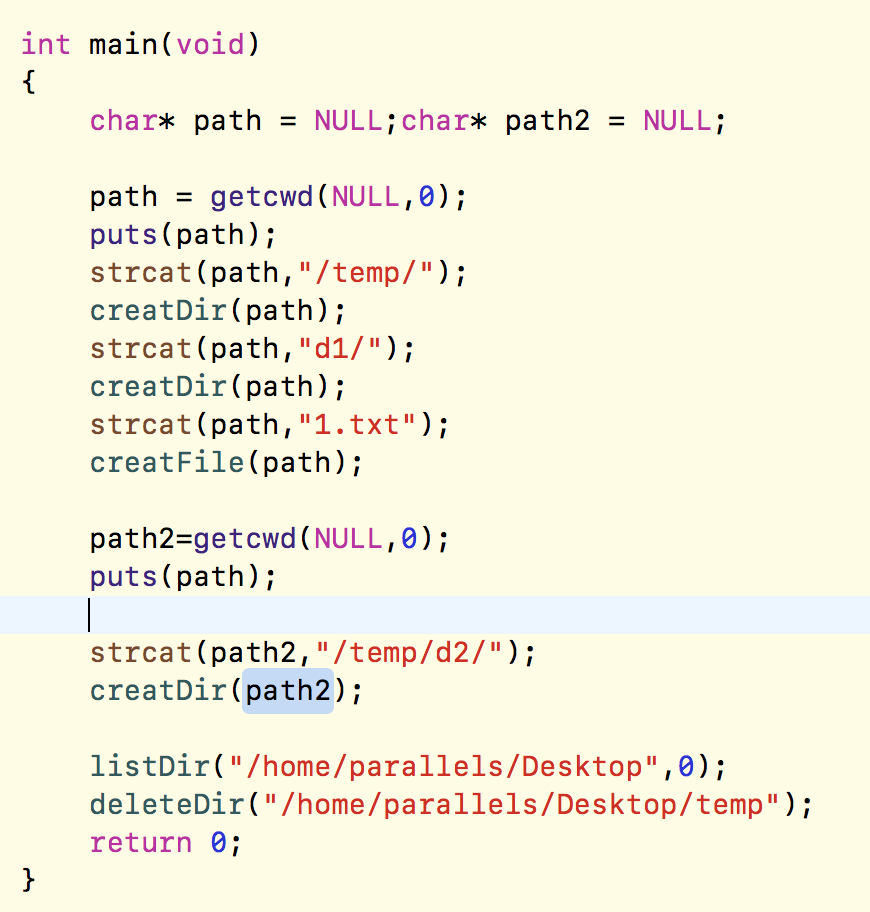 int main(void)
{
    char* path = NULL;char* path2 = NULL;
    path = getcwd(NULL,0);
    puts(path);
    strcat(path,"/temp/");
    creatDir(path);
    strcat(path,"d1/");
    creatDir(path);
    strcat(path,"1.txt");
    creatFile(path);
    path2=getcwd(NULL,0);
    puts(path);
    strcat(path2,"/temp/d2/");
    creatDir(path2);
    listDir("/home/parallels/Desktop",0);
    deleteDir("/home/parallels/Desktop/temp");
    return 0;
}